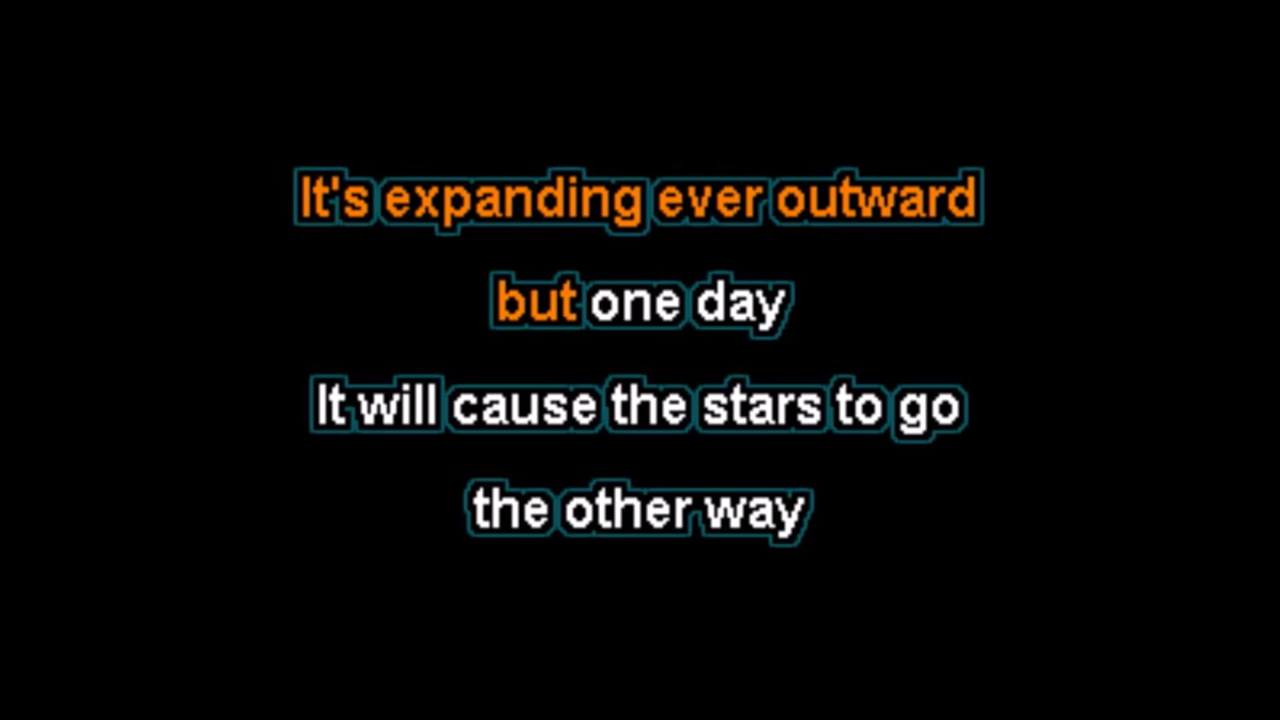 It's expanding ever outward
but one day
It will cause the stars to go
the other way